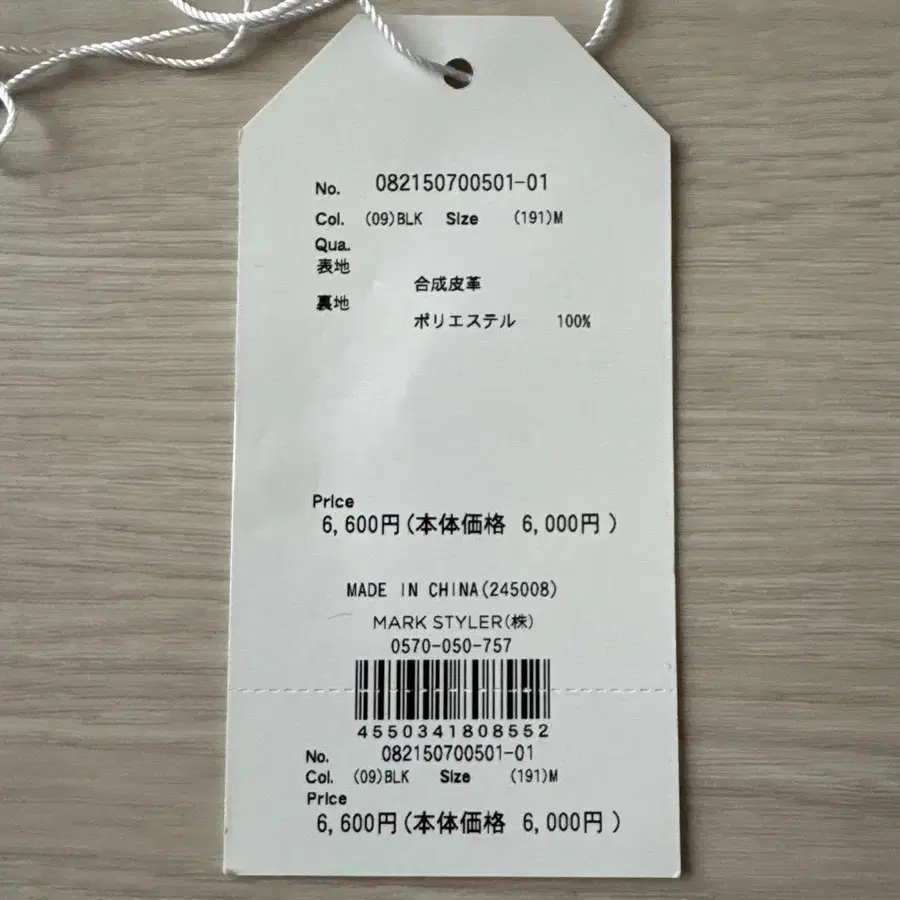 No. 082150700501-01
Col. (09)BLK Size (191)M
Qua.
表地
合成皮革
裏地
ポリエステル 100%
Price
6,600円(本体価格 6,000円 )
MADE IN CHINA(245008)
MARK STYLER(株)
0570-050-757
4550341808552
No. 082150700501-01
Col. (09)BLK Size (191)M
Price
6,600円(本体価格 6,000円 )